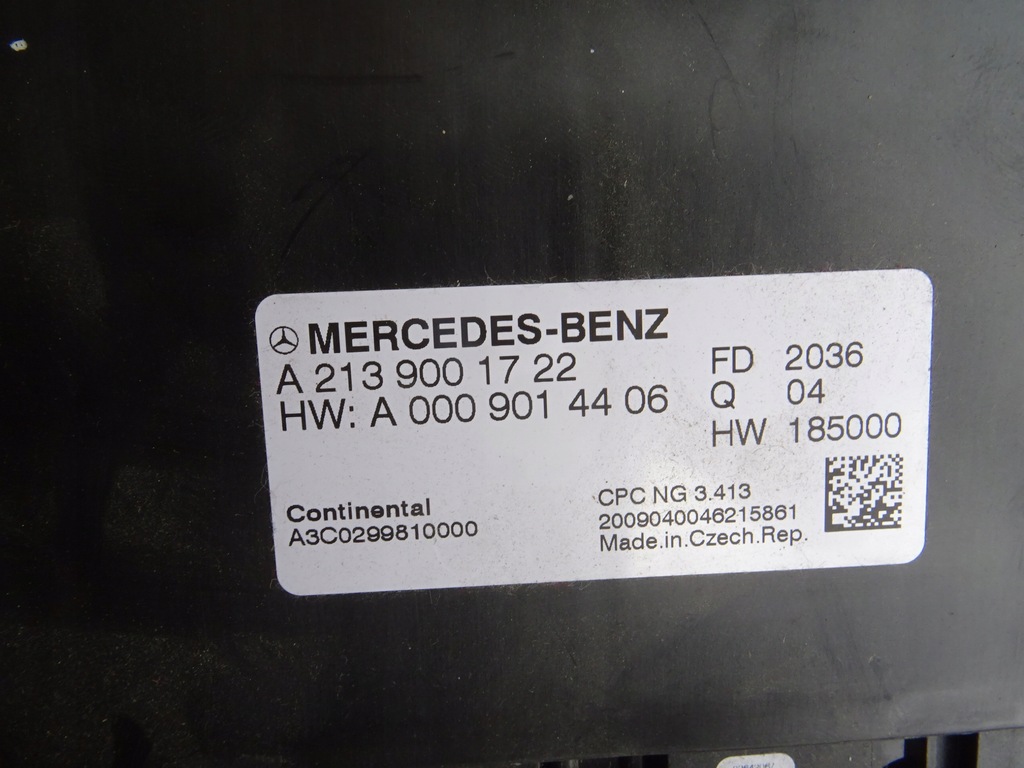 MERCEDES-BENZ
A 213 900 17 22
HW: A 000 901 44 06
FD 2036
Q 04
HW 185000
Continental
A3C0299810000
CPC NG 3.413
2009040046215861
Made.in.Czech.Rep.